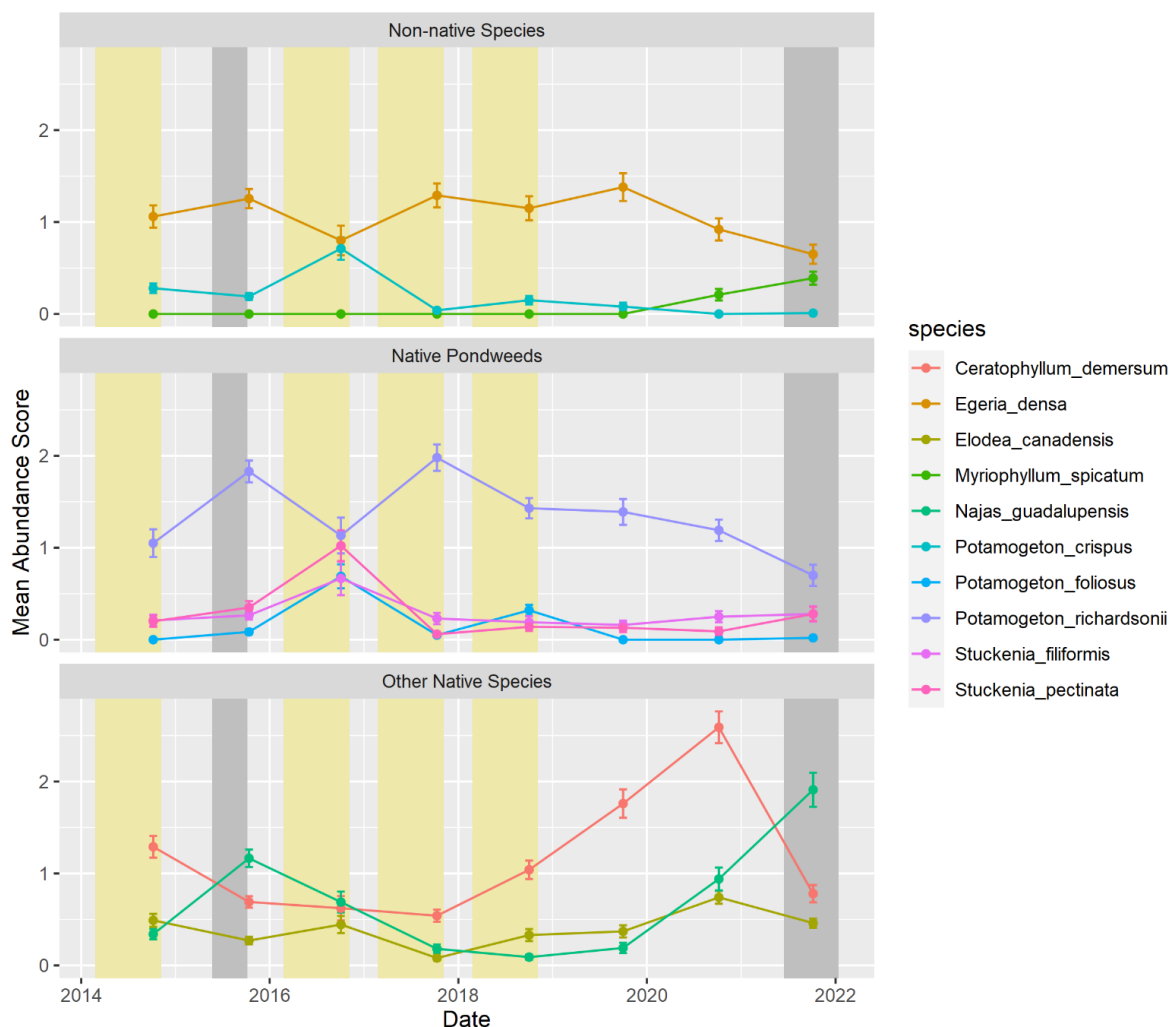 Non-native Species
2
1
0
Native Pondweeds
2
1
0
Mean Abundance Score
Other Native Species
2
1
0
2014 2016 2018 2020 2022
Date
species
Ceratophyllum_demersum
Egeria_densa
Elodea_canadensis
Myriophyllum_spicatum
Najas_guadalupensis
Potamogeton_crispus
Potamogeton_foliosus
Potamogeton_richardsonii
Stuckenia_filiformis
Stuckenia_pectinata